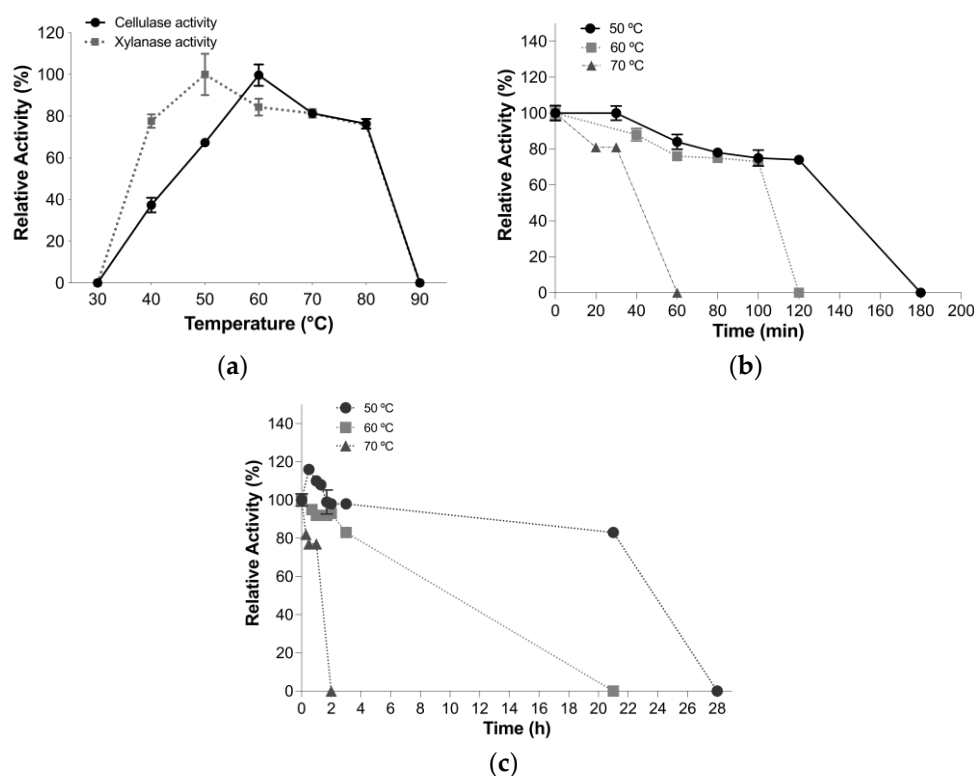 Cellulase activity
Xylanase activity
Relative Activity (%)
120
100
80
60
40
20
0
30 40 50 60 70 80 90
Temperature (°C)
(a)
50 ºC
60 ºC
70 ºC
Relative Activity (%)
140
120
100
80
60
40
20
0
0 20 40 60 80 100 120 140 160 180 200
Time (min)
(b)
50 ºC
60 ºC
70 ºC
Relative Activity (%)
140
120
100
80
60
40
20
0
0 2 4 6 8 10 12 14 16 18 20 22 24 26 28
Time (h)
(c)